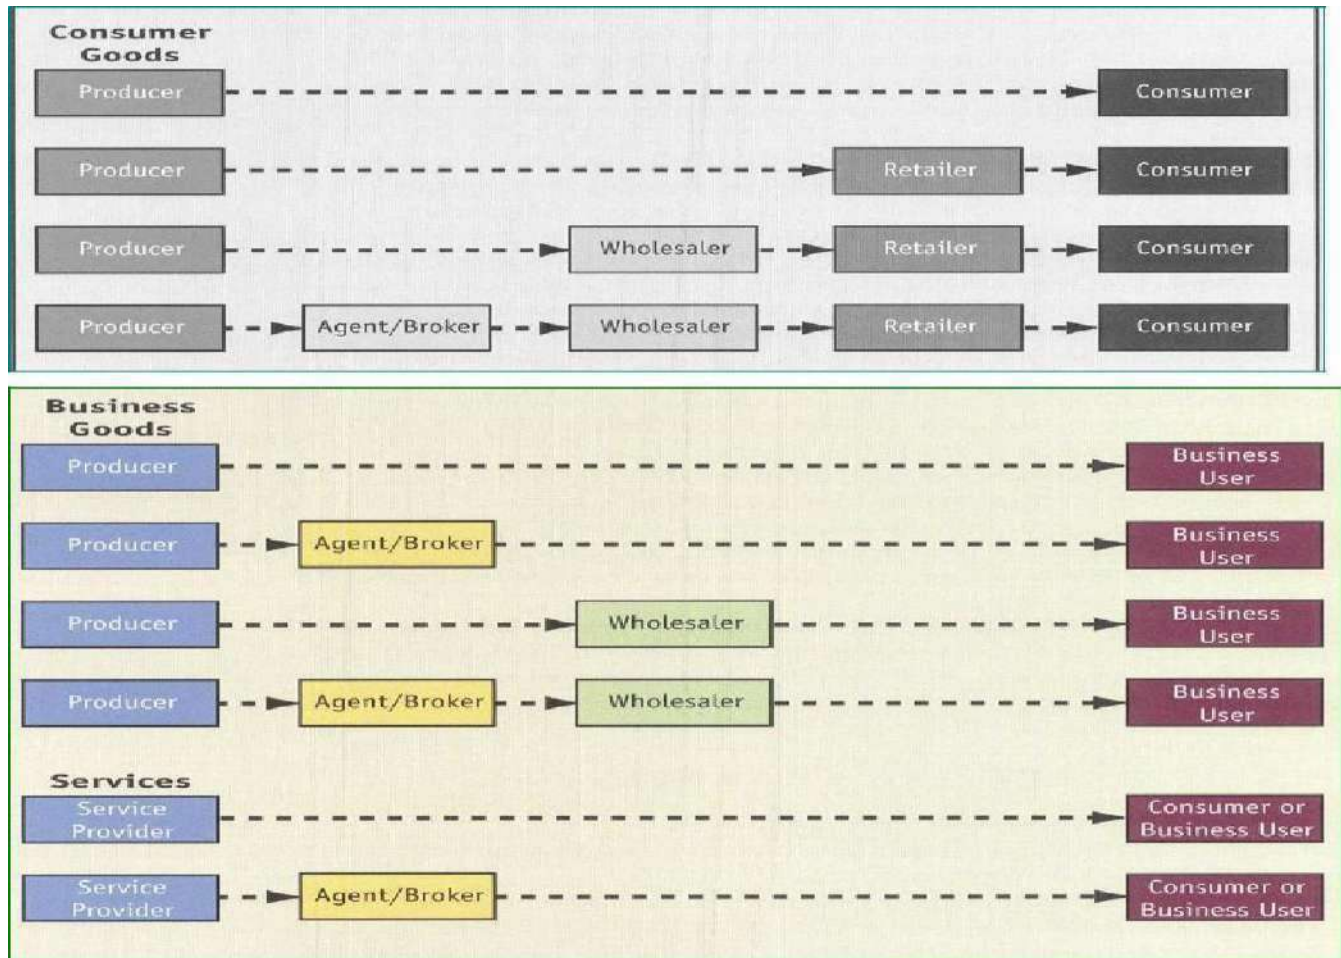 Consumer
Goods
Producer
Consumer
Producer
Retailer
Consumer
Producer
Wholesaler
Retailer
Consumer
Producer
Agent/Broker
Wholesaler
Retailer
Consumer
Business
Goods
Producer
Business
User
Producer
Agent/Broker
Business
User
Producer
Wholesaler
Business
User
Producer
Agent/Broker
Wholesaler
Business
User
Services
Service
Provider
Consumer or
Business User
Service
Provider
Agent/Broker
Consumer or
Business User